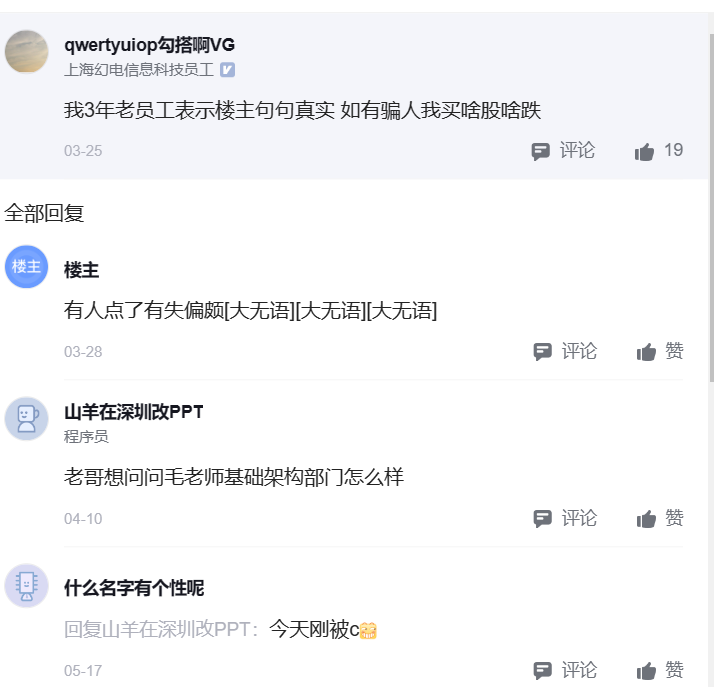 qwertyuiop勾搭啊VG
上海幻电信息科技员工
我3年老员工表示楼主句句真实 如有骗人我买啥股啥跌
03-25 评论 19
全部回复
楼主 楼主
有人点了有失偏颇[大无语][大无语][大无语]
03-28 评论 赞
山羊在深圳改PPT
程序员
老哥想问问毛老师基础架构部门怎么样
04-10 评论 赞
什么名字有个性呢
回复山羊在深圳改PPT：今天刚被c
05-17 评论 赞